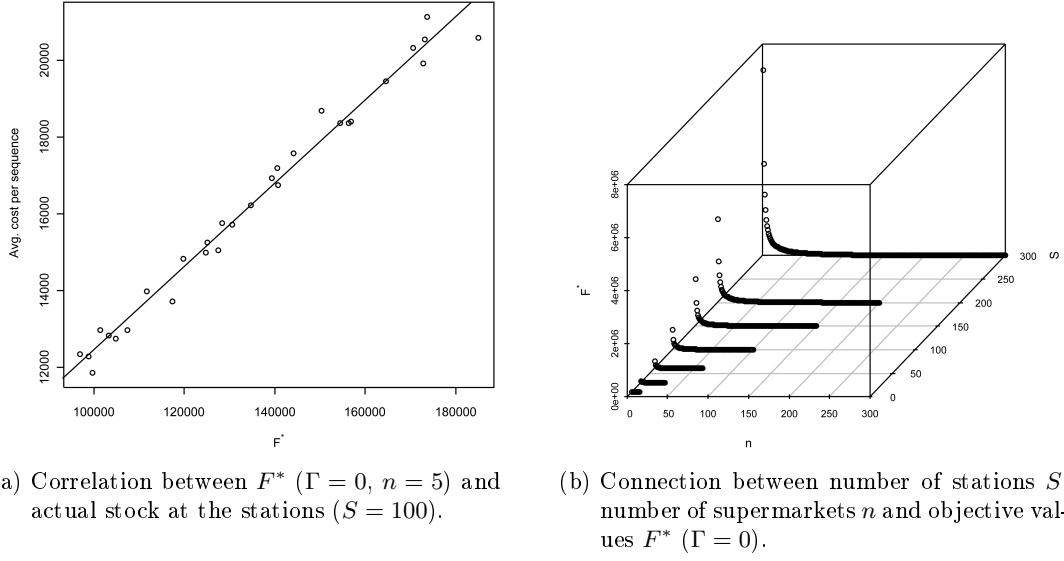 Avg. cost per sequence
20000
18000
16000
14000
12000
100000
120000
140000
160000
180000
F*
a) Correlation between F* (Γ = 0, n = 5) and
actual stock at the stations (S = 100).
F*
8e+06
6e+06
4e+06
2e+06
0e+00
0
50
100
150
200
250
300
n
0
50
100
150
200
250
300
S
(b) Connection between number of stations S
number of supermarkets n and objective val-
ues F* (Γ = 0).